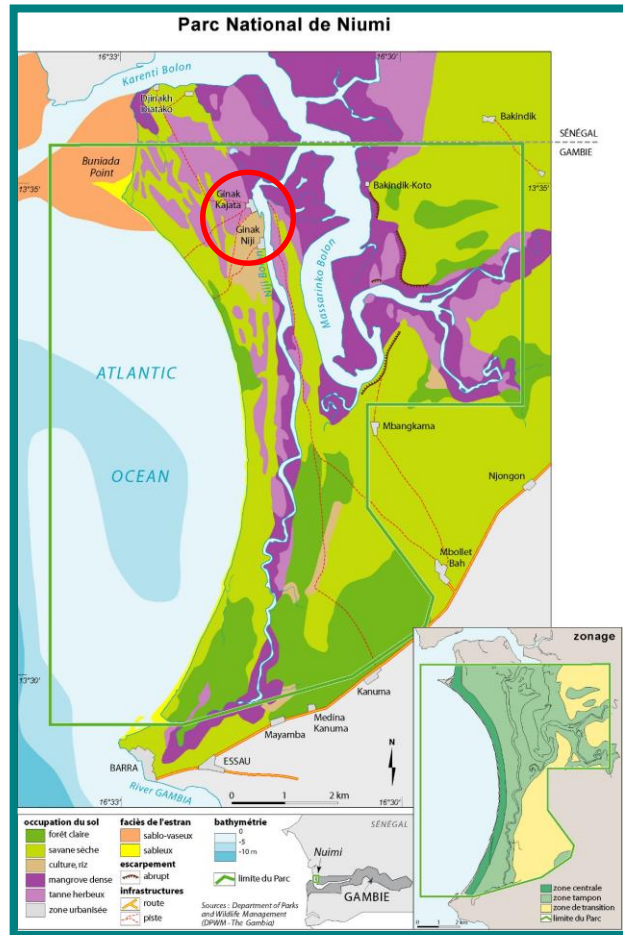 Parc National de Niumi
16°33'
16°30'
Karenti Bolon
Djinakh
Diatako
Bakindik
SÉNÉGAL
GAMBIE
Buniada
Point
13°35'
13°35'
Bakindik-Koto
Ginak
Kajata
Ginak
Niji
Niji Bolon
Massarinko Bolon
ATLANTIC
OCEAN
Mbangkama
Njongon
Mbollet
Bah
zonage
13°30'
Kanuma
Medina
Kanuma
Mayamba
N
BARRA
ESSAU
River GAMBIA
0 1 2 km
16°33'
16°30'
0 1 2 km
occupation du sol
forêt claire
savane sèche
culture, riz
mangrove dense
tanne herbeux
zone urbanisée
faciès de l'estran
sablo-vaseux
sableux
escarpement
abrupt
infrastructures
route
piste
bathymétrie
0
-5
-10 m
limite du Parc
SÉNÉGAL
Nuimi
GAMBIE
Sources : Department of Parks
and Wildlife Management
(DPWM - The Gambia)
zone centrale
zone tampon
zone de transition
limite du Parc